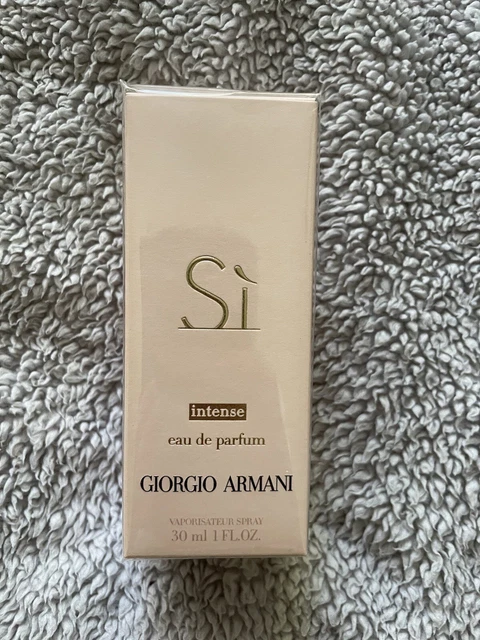 Sì
intense
eau de parfum
GIORGIO ARMANI
VAPORISATEUR-SPRAY
30 ml 1 FL.OZ.